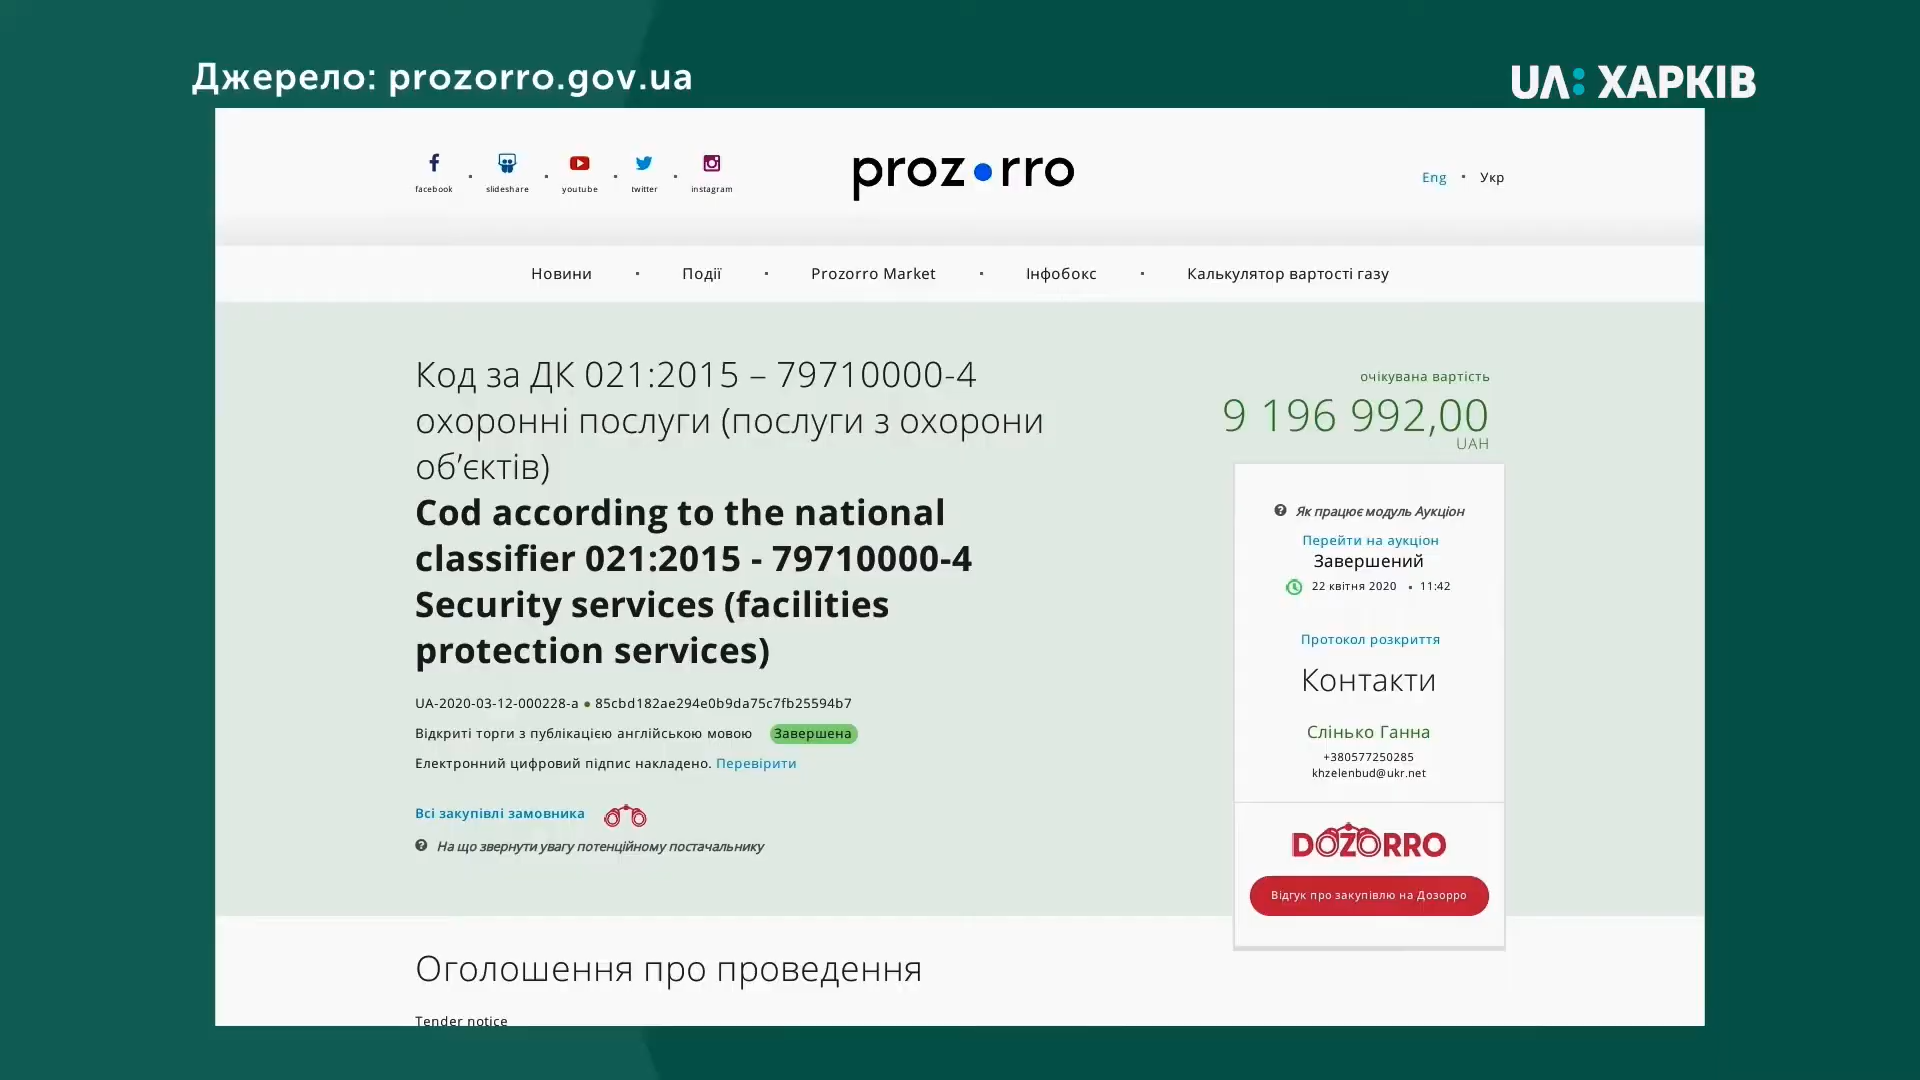 Джерело: prozorro.gov.ua
UA: ХАРКІВ
facebook
slideshare
youtube
twitter
instagram
prozorro
Eng
Укр
Новини
Події
Prozorro Market
Інфобокс
Калькулятор вартості газу
Код за ДК 021:2015 – 79710000-4
охоронні послуги (послуги з охорони
об’єктів)
Cod according to the national
classifier 021:2015 - 79710000-4
Security services (facilities
protection services)
UA-2020-03-12-000228-a ● 85cbd182ae294e0b9da75c7fb25594b7
Відкриті торги з публікацією англійською мовою Завершена
Електронний цифровий підпис накладено. Перевірити
Всі закупівлі замовника
На що звернути увагу потенційному постачальнику
очікувана вартість
9 196 992,00
UAH
Як працює модуль Аукціон
Перейти на аукціон
Завершений
22 квітня 2020 • 11:42
Протокол розкриття
Контакти
Слінько Ганна
+380577250285
khzelenbud@ukr.net
DOZORRO
Відгук про закупівлю на Дозорро
Оголошення про проведення
Tender notice